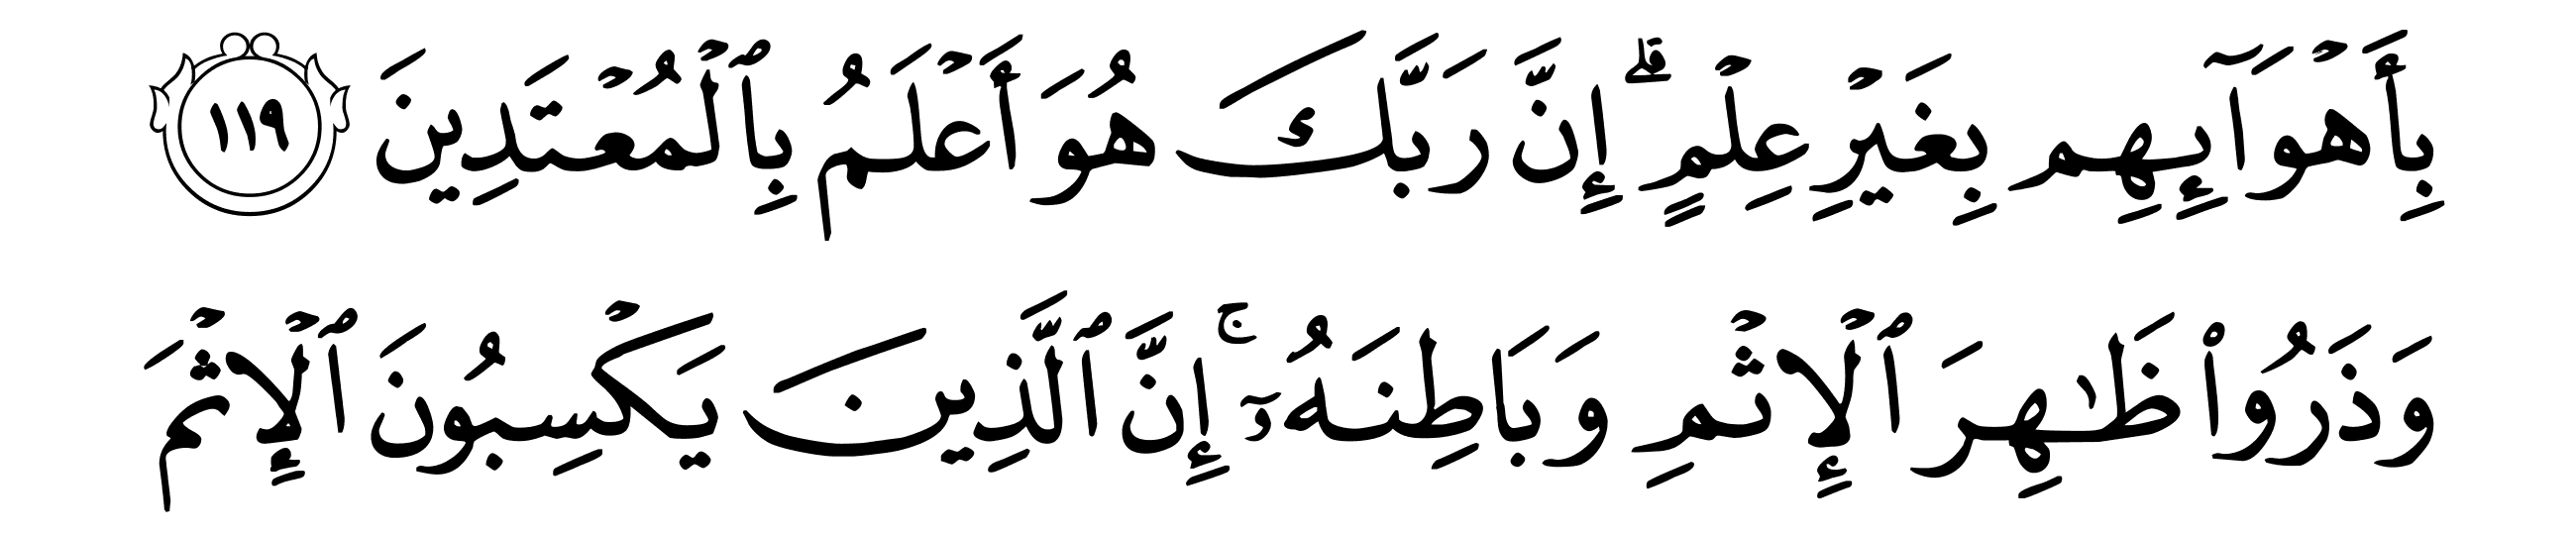 بِأَهْوَآئِهِم بِغَيْرِ عِلْمٍ ۗ إِنَّ رَبَّكَ هُوَ أَعْلَمُ بِٱلْمُعْتَدِينَ ١١٩
وَذَرُوا۟ ظَٰهِرَ ٱلْإِثْمِ وَبَاطِنَهُۥٓ ۚ إِنَّ ٱلَّذِينَ يَكْسِبُونَ ٱلْإِثْمَ